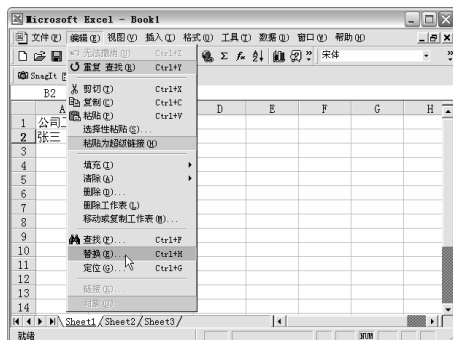 Microsoft Excel - Book1
文件(F) 编辑(E) 视图(V) 插入(I) 格式(O) 工具(T) 数据(D) 窗口(W) 帮助(H)
宋体
SnagIt
B2
无法撤消(U) Ctrl+Z
重复 查找(R) Ctrl+Y
剪切(T) Ctrl+X
复制(C) Ctrl+C
粘贴(P) Ctrl+V
选择性粘贴(S)...
粘贴为超级链接(H)
填充(I)
清除(A)
删除(D)...
删除工作表(L)
移动或复制工作表(M)...
查找(F)... Ctrl+F
替换(E)... Ctrl+H
定位(G)... Ctrl+G
链接(K)...
对象(O)
A D E F G H
1 公司
2 张三
3
4
5
6
7
8
9
10
11
12
13
14
Sheet1 Sheet2 Sheet3
就绪 NUM